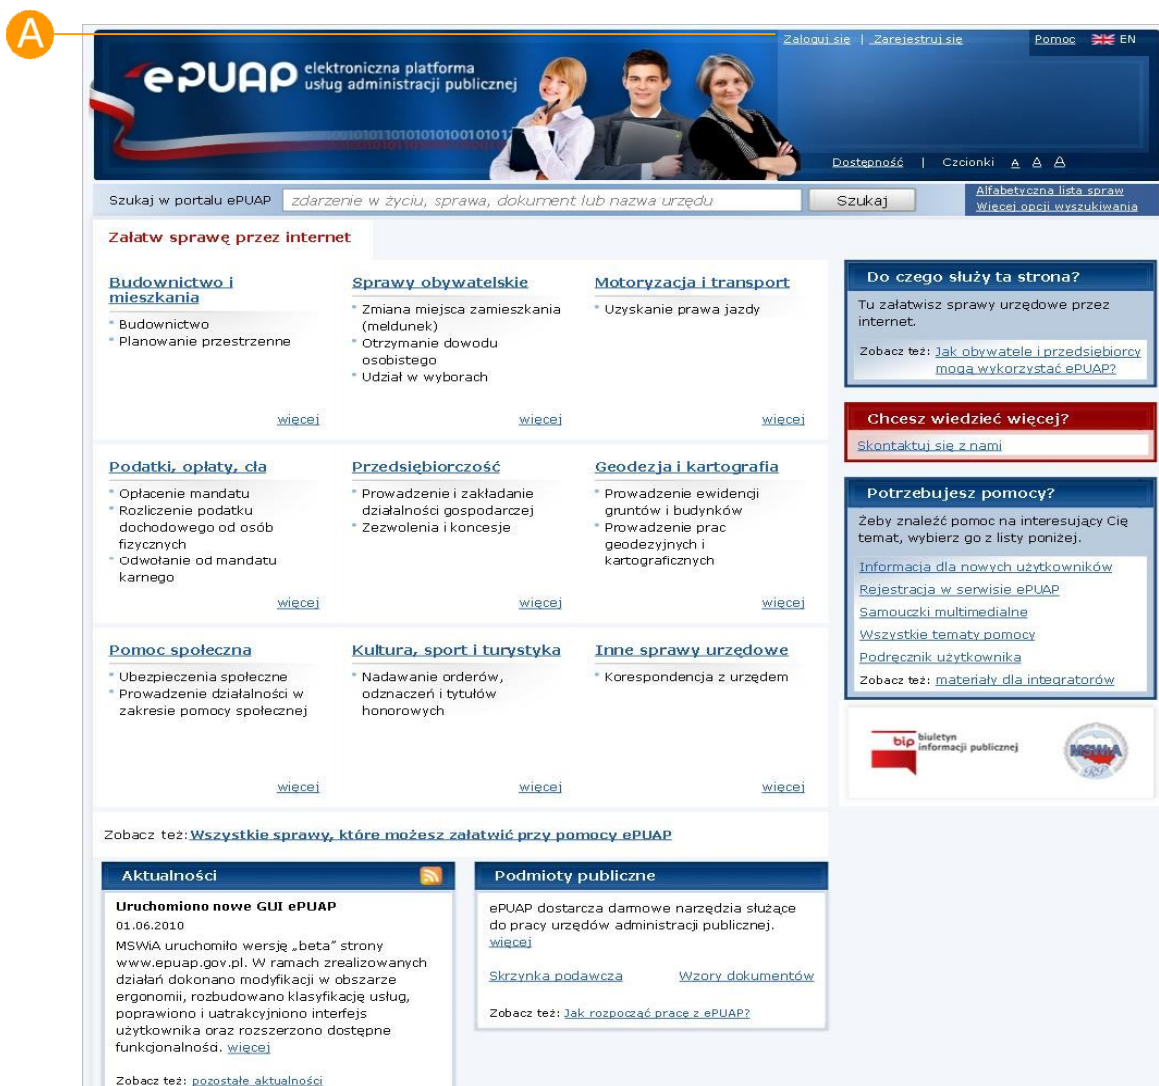 A
Zaloguj się | Zarejestruj się
Pomoc EN
ePUAP elektroniczna platforma
usług administracji publicznej
Dostępność | Czcionki A A A
Szukaj w portalu ePUAP zdarzenie w życiu, sprawa, dokument lub nazwa urzędu Szukaj
Alfabetyczna lista spraw
Więcej opcji wyszukiwania
Załatw sprawę przez internet
Budownictwo i
mieszkania
Budownictwo
Planowanie przestrzenne
więcej
Sprawy obywatelskie
Zmiana miejsca zamieszkania
(meldunek)
Otrzymanie dowodu
osobistego
Udział w wyborach
więcej
Motoryzacja i transport
Uzyskanie prawa jazdy
więcej
Podatki, opłaty, cła
Opłacenie mandatu
Rozliczenie podatku
dochodowego od osób
fizycznych
Odwołanie od mandatu
karnego
więcej
Przedsiębiorczość
Prowadzenie i zakładanie
działalności gospodarczej
Zezwolenia i koncesje
więcej
Geodezja i kartografia
Prowadzenie ewidencji
gruntów i budynków
Prowadzenie prac
geodezyjnych i
kartograficznych
więcej
Pomoc społeczna
Ubezpieczenia społeczne
Prowadzenie działalności w
zakresie pomocy społecznej
więcej
Kultura, sport i turystyka
Nadawanie orderów,
odznaczeń i tytułów
honorowych
więcej
Inne sprawy urzędowe
Korespondencja z urzędem
więcej
Zobacz też: Wszystkie sprawy, które możesz załatwić przy pomocy ePUAP
Aktualności
Uruchomiono nowe GUI ePUAP
01.06.2010
MSWiA uruchomiło wersję „beta” strony
www.epuap.gov.pl. W ramach zrealizowanych
działań dokonano modyfikacji w obszarze
ergonomii, rozbudowano klasyfikację usług,
poprawiono i uatrakcyjniono interfejs
użytkownika oraz rozszerzono dostępne
funkcjonalności. więcej
Zobacz też: pozostałe aktualności
Podmioty publiczne
ePUAP dostarcza darmowe narzędzia służące
do pracy urzędów administracji publicznej.
więcej
Skrzynka podawcza Wzory dokumentów
Zobacz też: Jak rozpocząć pracę z ePUAP?
Do czego służy ta strona?
Tu załatwisz sprawy urzędowe przez
internet.
Zobacz też: Jak obywatele i przedsiębiorcy
mogą wykorzystać ePUAP?
Chcesz wiedzieć więcej?
Skontaktuj się z nami
Potrzebujesz pomocy?
Żeby znaleźć pomoc na interesujący Cię
temat, wybierz go z listy poniżej.
Informacja dla nowych użytkowników
Rejestracja w serwisie ePUAP
Samouczki multimedialne
Wszystkie tematy pomocy
Podręcznik użytkownika
Zobacz też: materiały dla integratorów
bip biuletyn
informacji publicznej
MSWiA
RP